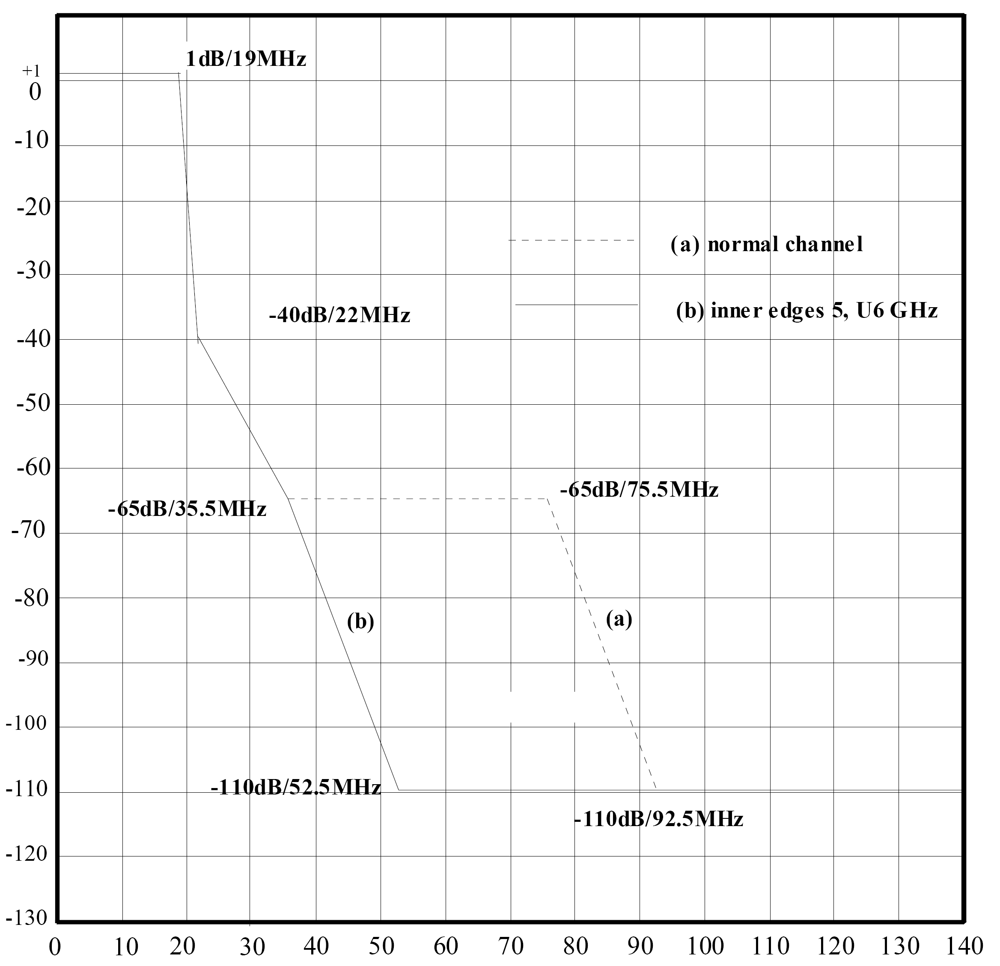 1dB/19MHz
+1
0
-10
-20
(a) normal channel
-30
(b) inner edges 5, U6 GHz
-40dB/22MHz
-40
-50
-60
-65dB/75.5MHz
-65dB/35.5MHz
-70
-80
(b)
(a)
-90
-100
-110dB/52.5MHz
-110
-110dB/92.5MHz
-120
-130
0 10 20 30 40 50 60 70 80 90 100 110 120 130 140